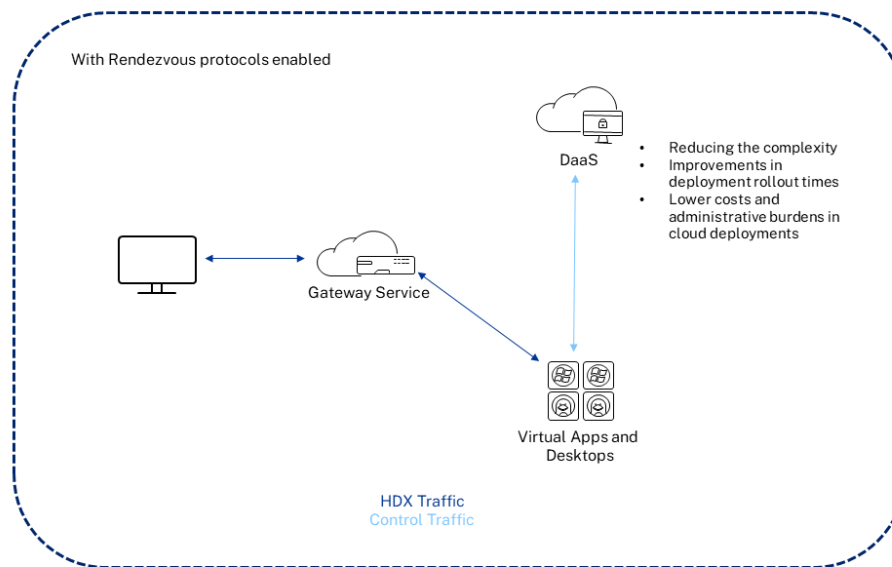 With Rendezvous protocols enabled
DaaS
• Reducing the complexity
• Improvements in
deployment rollout times
• Lower costs and
administrative burdens in
cloud deployments
Gateway Service
Virtual Apps and
Desktops
HDX Traffic
Control Traffic